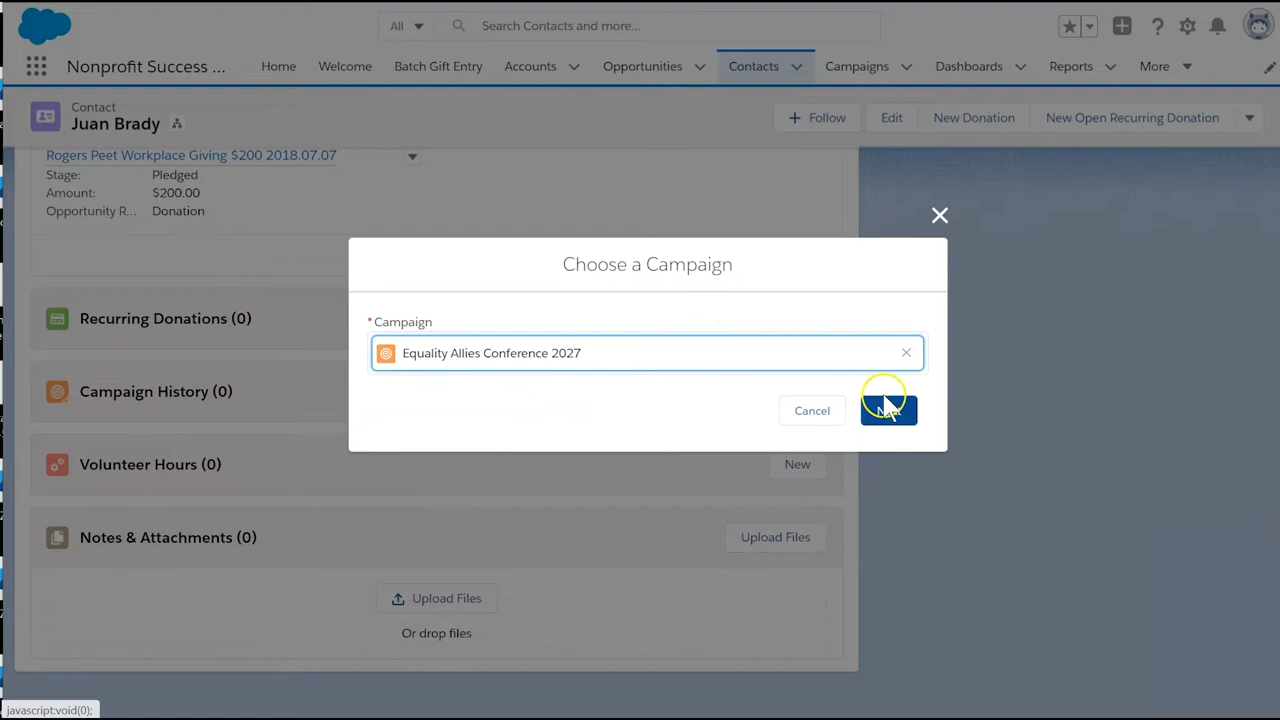 All
Search Contacts and more...
Nonprofit Success ...
Home
Welcome
Batch Gift Entry
Accounts
Opportunities
Contacts
Campaigns
Dashboards
Reports
More
Contact
Juan Brady
Follow
Edit
New Donation
New Open Recurring Donation
Rogers Peet Workplace Giving $200 2018.07.07
Stage: Pledged
Amount: $200.00
Opportunity R... Donation
Choose a Campaign
* Campaign
Equality Allies Conference 2027
Cancel
Recurring Donations (0)
Campaign History (0)
Volunteer Hours (0)
New
Notes & Attachments (0)
Upload Files
Upload Files
Or drop files
javascript:void(0);